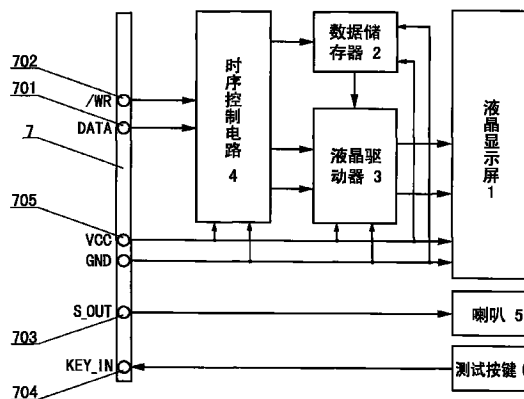 702
701
7
705
703
704
/WR
DATA
VCC
GND
S_OUT
KEY_IN
时序控制电路 4
数据储
存器 2
液晶驱
动器 3
液晶显示屏 1
喇叭 5
测试按键